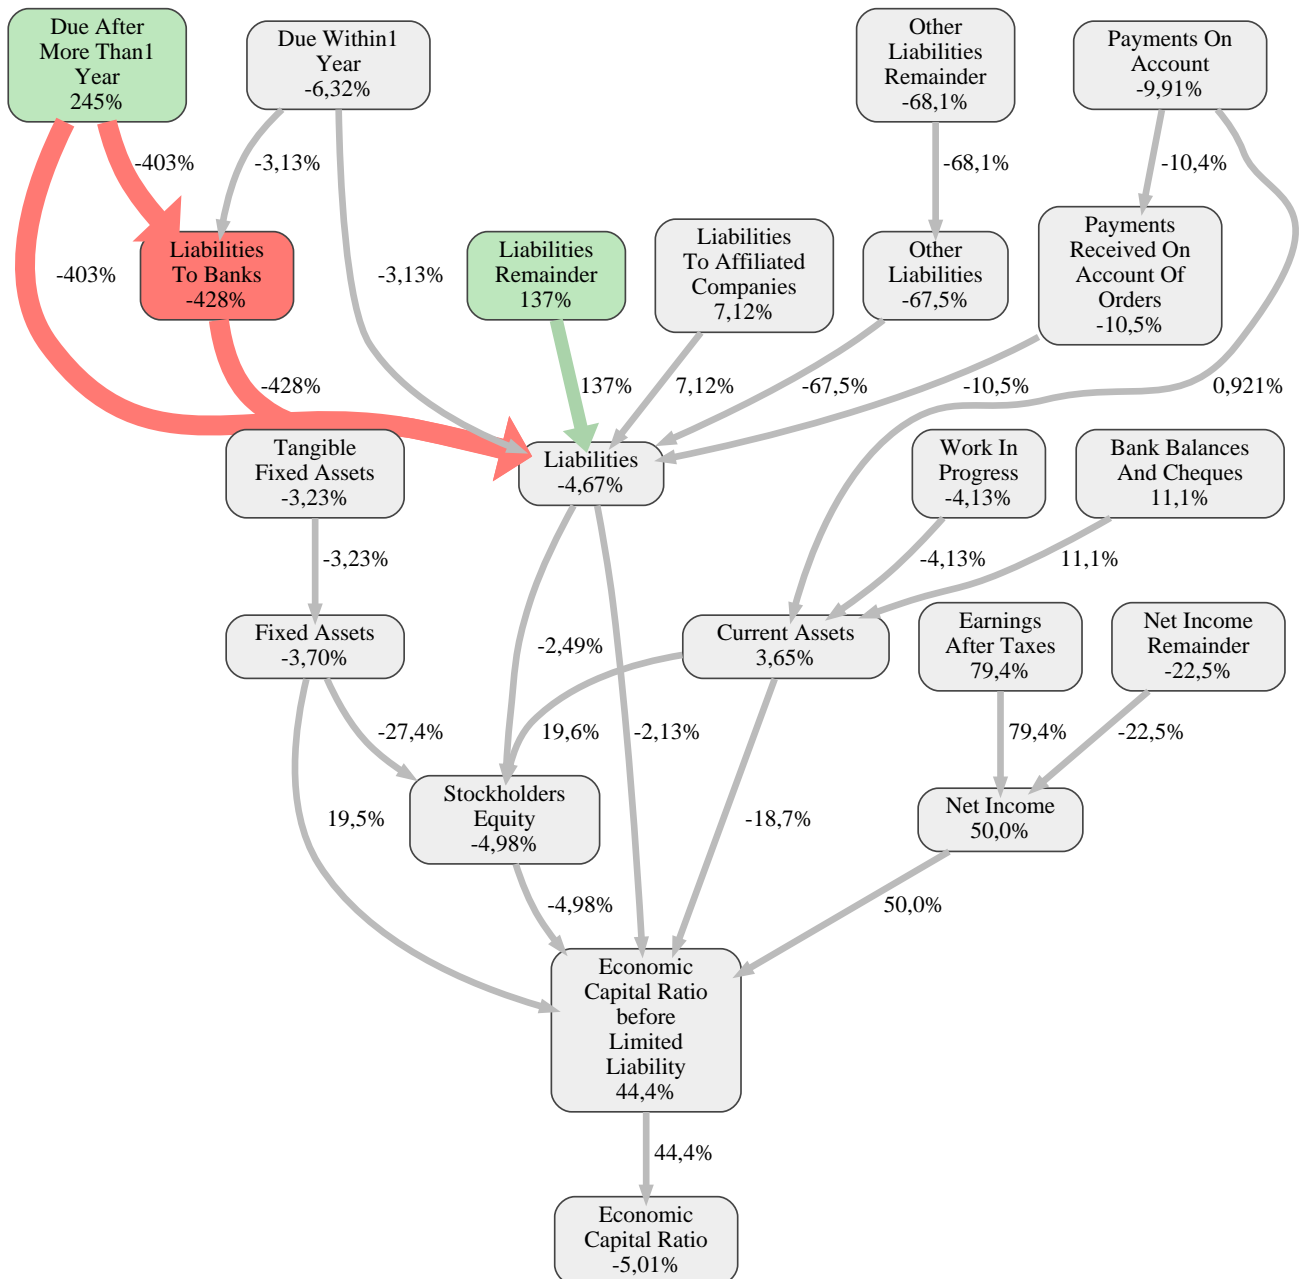 Due After
More Than1
Year
245%
Due Within1
Year
-6,32%
Other
Liabilities
Remainder
-68,1%
Payments On
Account
-9,91%
-403%
-3,13%
-68,1%
-10,4%
Liabilities
To Banks
-428%
Liabilities
Remainder
137%
Liabilities
To Affiliated
Companies
7,12%
Other
Liabilities
-67,5%
Payments
Received On
Account Of
Orders
-10,5%
-403%
-3,13%
-428%
137%
7,12%
-67,5%
-10,5%
0,921%
Tangible
Fixed Assets
-3,23%
Liabilities
-4,67%
Work In
Progress
-4,13%
Bank Balances
And Cheques
11,1%
-3,23%
-4,13%
11,1%
Fixed Assets
-3,70%
-2,49%
Current Assets
3,65%
Earnings
After Taxes
79,4%
Net Income
Remainder
-22,5%
-27,4%
19,6%
-2,13%
79,4%
-22,5%
Stockholders
Equity
-4,98%
Net Income
50,0%
19,5%
-18,7%
-4,98%
50,0%
Economic
Capital Ratio
before
Limited
Liability
44,4%
44,4%
Economic
Capital Ratio
-5,01%